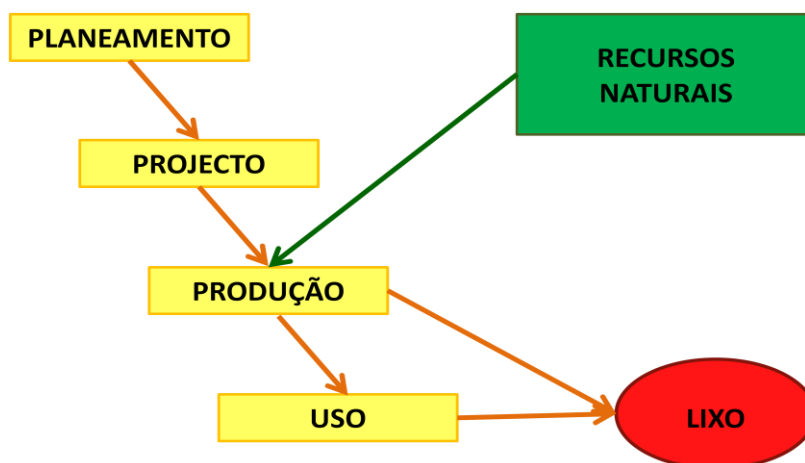 PLANEAMENTO
RECURSOS
NATURAIS
PROJECTO
PRODUÇÃO
USO
LIXO